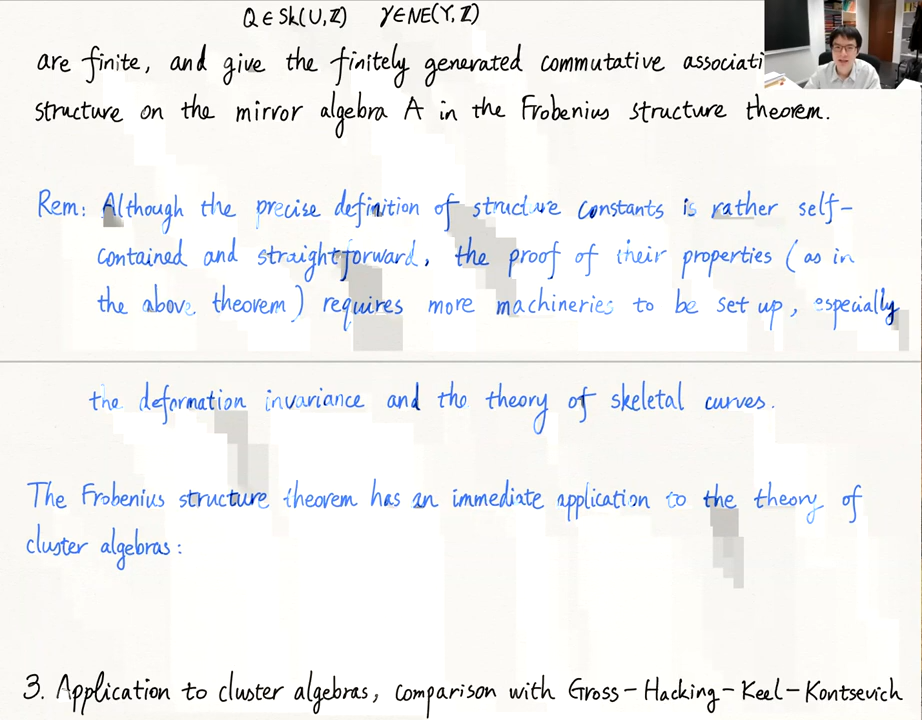 Q ∈ Sk(U,ℤ) γ ∈ NE(Y,ℤ)
are finite, and give the finitely generated commutative associati
structure on the mirror algebra A in the Frobenius structure theorem.
Rem: Although the precise definition of structure constants is rather self-
contained and straightforward, the proof of their properties (as in
the above theorem) requires more machineries to be set up, especially
the deformation invariance and the theory of skeletal curves.
The Frobenius structure theorem has an immediate application to the theory of
cluster algebras:
3. Application to cluster algebras, comparison with Gross-Hacking-Keel-Kontsevich